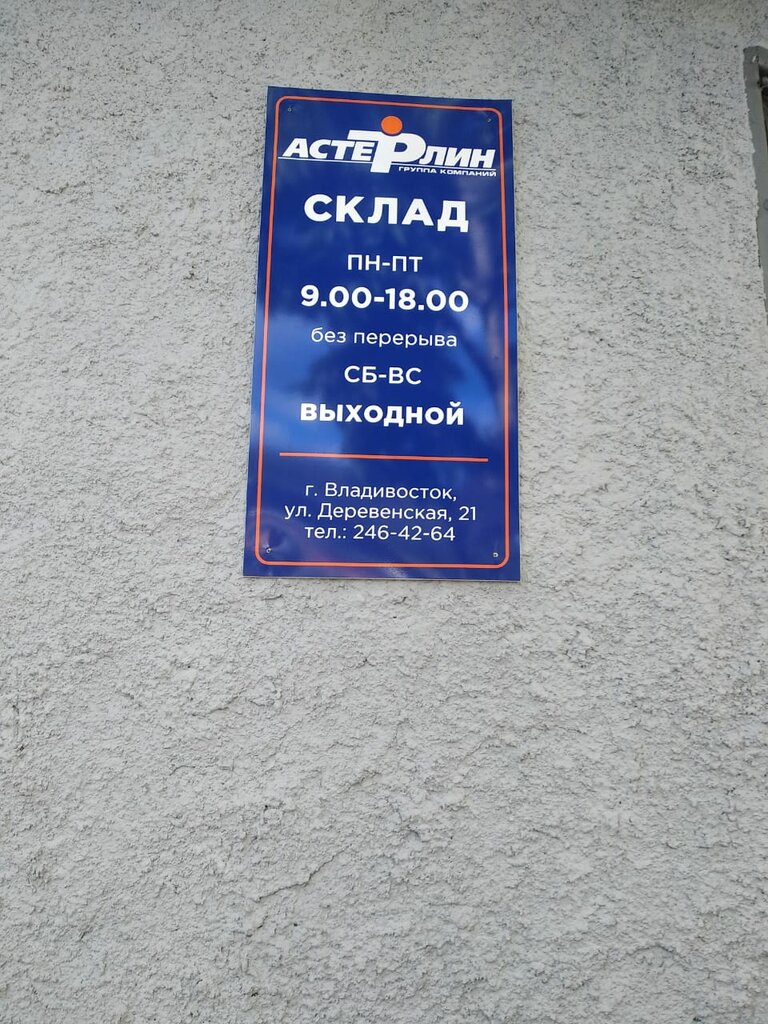 АСТЕРЛИН
ГРУППА КОМПАНИЙ
СКЛАД
ПН-ПТ
9.00-18.00
без перерыва
СБ-ВС
выходной
г. Владивосток,
ул. Деревенская, 21
тел.: 246-42-64